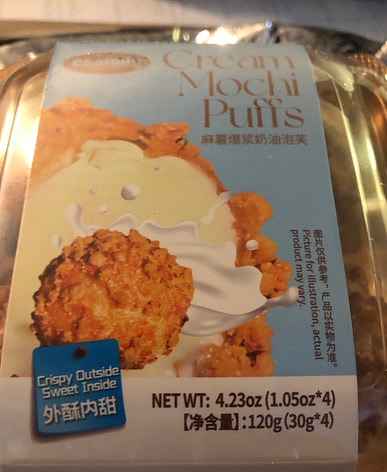 Cream
Mochi
Puffs
麻薯爆浆奶油泡芙
图片仅供参考，产品以实物为准。
Picture for illustration, actual
product may vary.
Crispy Outside
Sweet Inside
外酥内甜
NET WT: 4.23oz (1.05oz*4)
【净含量】:120g (30g*4)